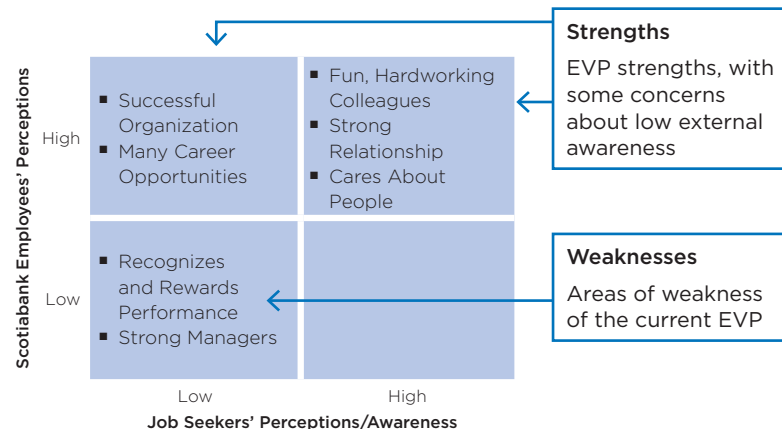 Strengths
EVP strengths, with
some concerns
about low external
awareness
Scotiabank Employees’ Perceptions
High
▪ Successful
Organization
▪ Many Career
Opportunities
▪ Fun, Hardworking
Colleagues
▪ Strong
Relationship
▪ Cares About
People
Low
▪ Recognizes
and Rewards
Performance
▪ Strong Managers
Weaknesses
Areas of weakness
of the current EVP
Low
High
Job Seekers’ Perceptions/Awareness